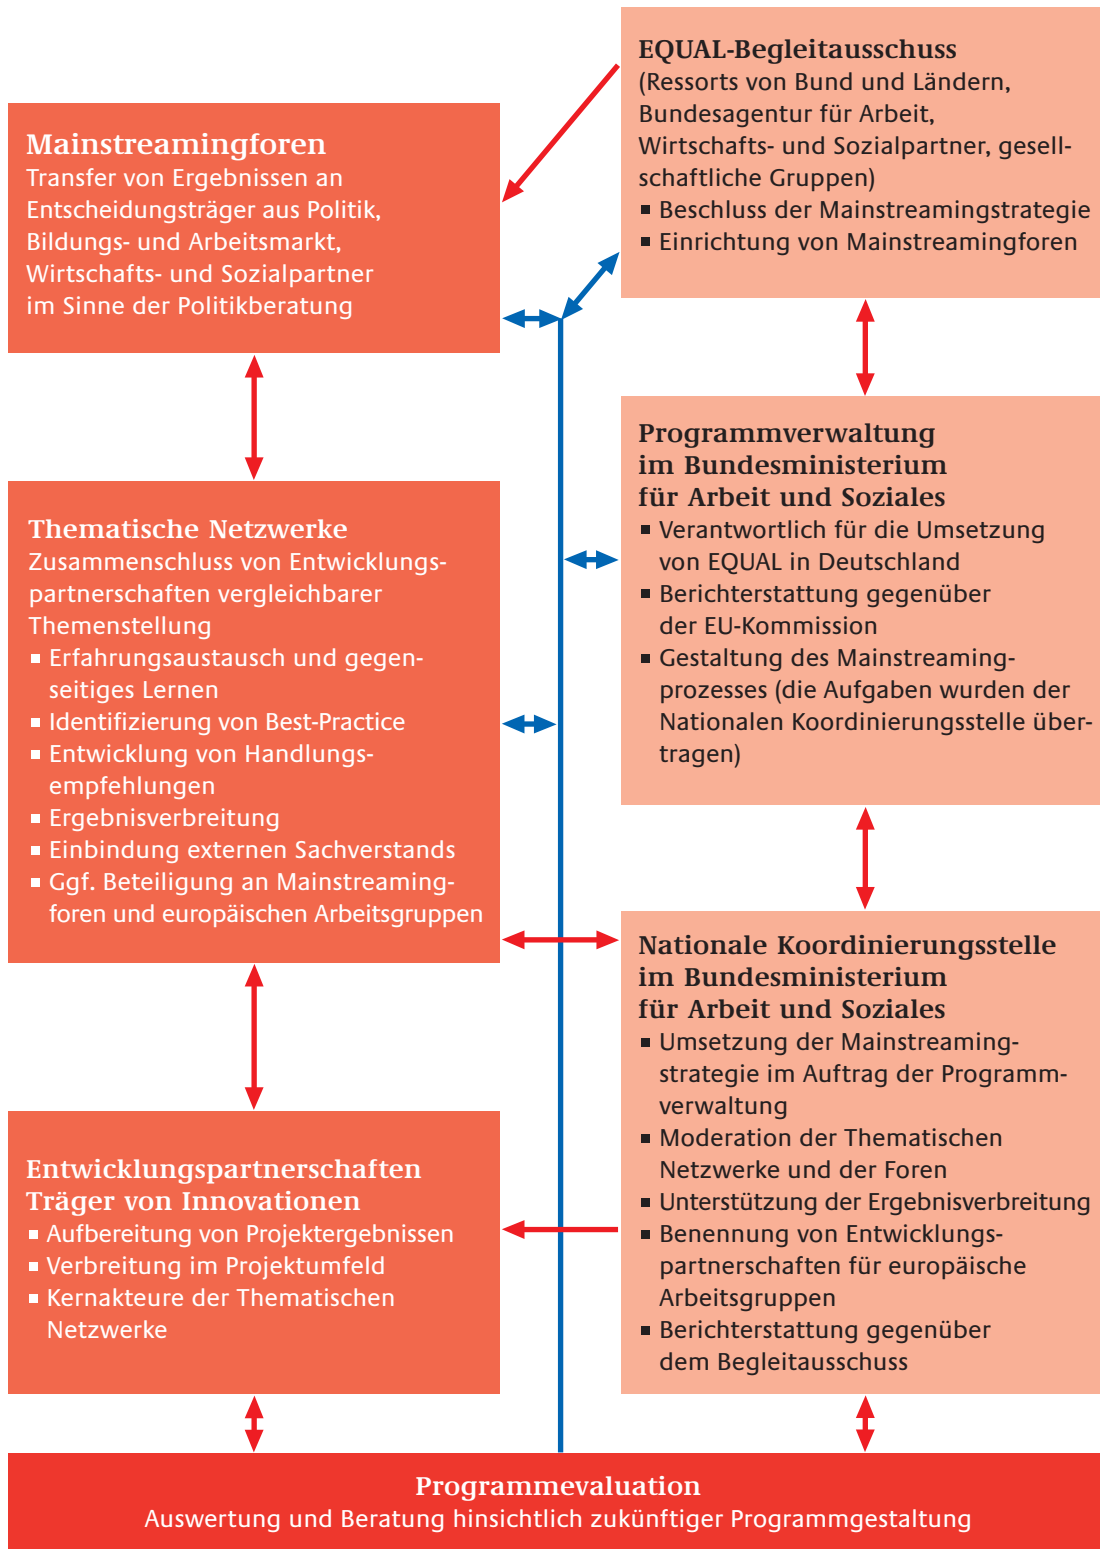 EQUAL-Begleitausschuss
(Ressorts von Bund und Ländern,
Bundesagentur für Arbeit,
Wirtschafts- und Sozialpartner, gesell-
schaftliche Gruppen)
▪ Beschluss der Mainstreamingstrategie
▪ Einrichtung von Mainstreamingforen
Mainstreamingforen
Transfer von Ergebnissen an
Entscheidungsträger aus Politik,
Bildungs- und Arbeitsmarkt,
Wirtschafts- und Sozialpartner
im Sinne der Politikberatung
Programmverwaltung
im Bundesministerium
für Arbeit und Soziales
▪ Verantwortlich für die Umsetzung
von EQUAL in Deutschland
▪ Berichterstattung gegenüber
der EU-Kommission
▪ Gestaltung des Mainstreaming-
prozesses (die Aufgaben wurden der
Nationalen Koordinierungsstelle über-
tragen)
Thematische Netzwerke
Zusammenschluss von Entwicklungs-
partnerschaften vergleichbarer
Themenstellung
▪ Erfahrungsaustausch und gegen-
seitiges Lernen
▪ Identifizierung von Best-Practice
▪ Entwicklung von Handlungs-
empfehlungen
▪ Ergebnisverbreitung
▪ Einbindung externen Sachverstands
▪ Ggf. Beteiligung an Mainstreaming-
foren und europäischen Arbeitsgruppen
Nationale Koordinierungsstelle
im Bundesministerium
für Arbeit und Soziales
▪ Umsetzung der Mainstreaming-
strategie im Auftrag der Programm-
verwaltung
▪ Moderation der Thematischen
Netzwerke und der Foren
▪ Unterstützung der Ergebnisverbreitung
▪ Benennung von Entwicklungs-
partnerschaften für europäische
Arbeitsgruppen
▪ Berichterstattung gegenüber
dem Begleitausschuss
Entwicklungspartnerschaften
Träger von Innovationen
▪ Aufbereitung von Projektergebnissen
▪ Verbreitung im Projektumfeld
▪ Kernakteure der Thematischen
Netzwerke
Programmevaluation
Auswertung und Beratung hinsichtlich zukünftiger Programmgestaltung